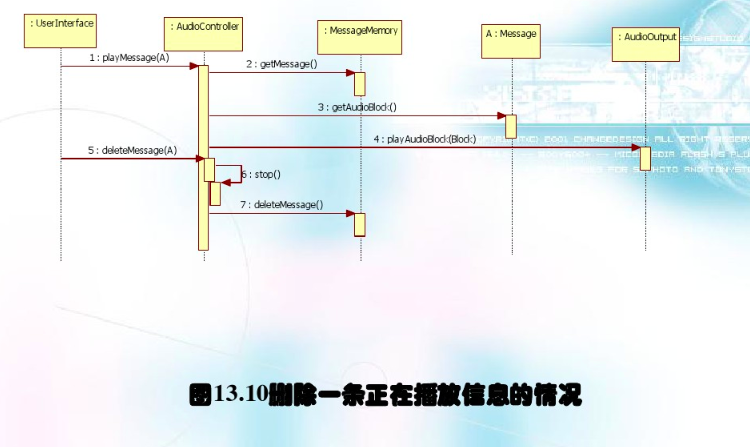 : UserInterface
: AudioController
: MessageMemory
A : Message
: AudioOutput
1 : playMessage(A)
2 : getMessage()
3 : getAudioBlock()
4 : playAudioBlock(Block)
5 : deleteMessage(A)
6 : stop()
7 : deleteMessage()
图13.10删除一条正在播放信息的情况